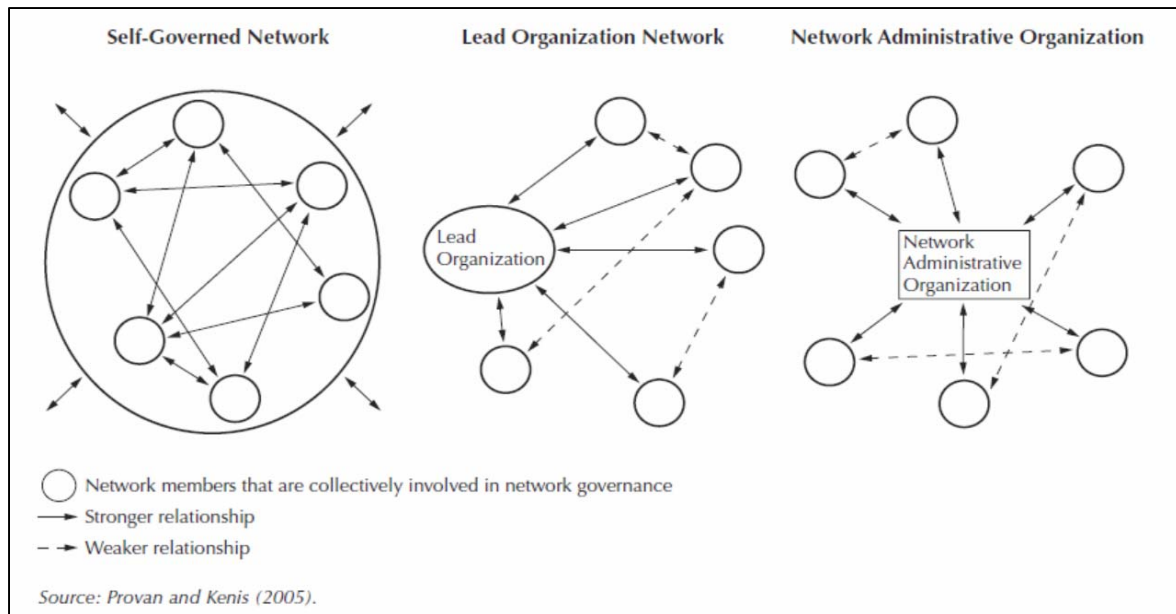 Self-Governed Network
Lead Organization Network
Network Administrative Organization
Lead
Organization
Network
Administrative
Organization
Network members that are collectively involved in network governance
Stronger relationship
Weaker relationship
Source: Provan and Kenis (2005).